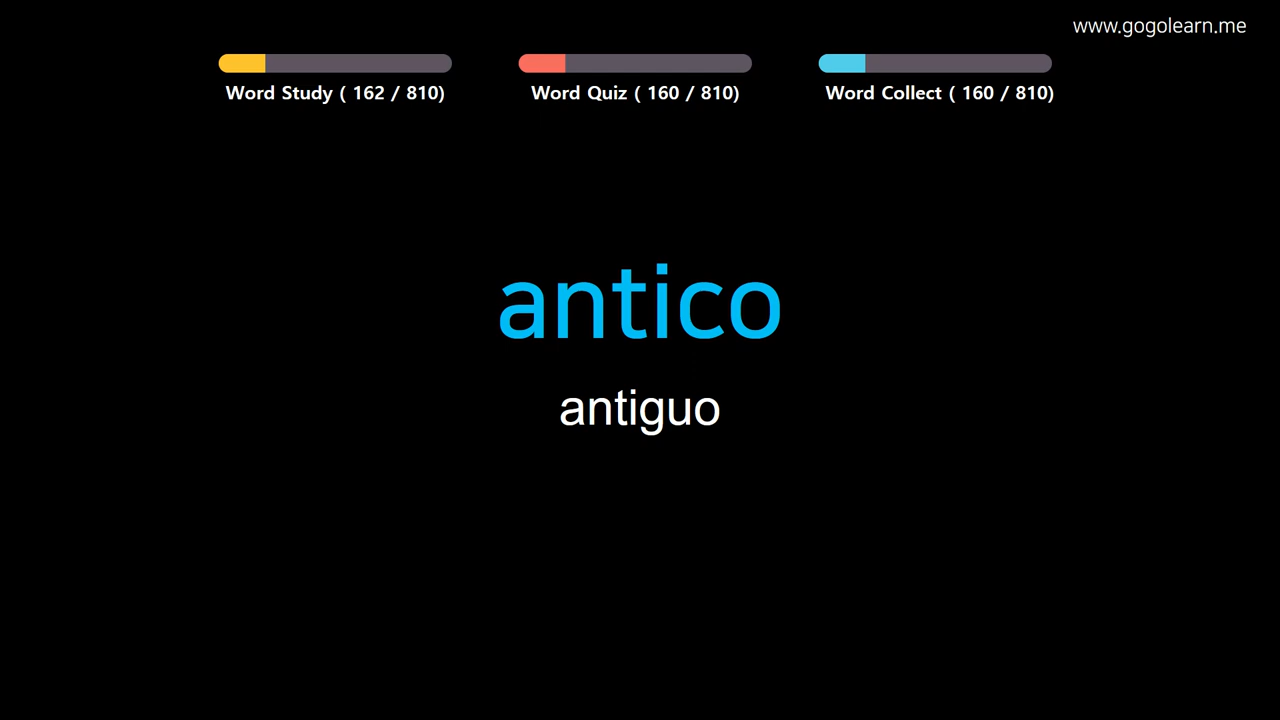 www.gogolearn.me
Word Study ( 162 / 810)
Word Quiz ( 160 / 810)
Word Collect ( 160 / 810)
antico
antiguo